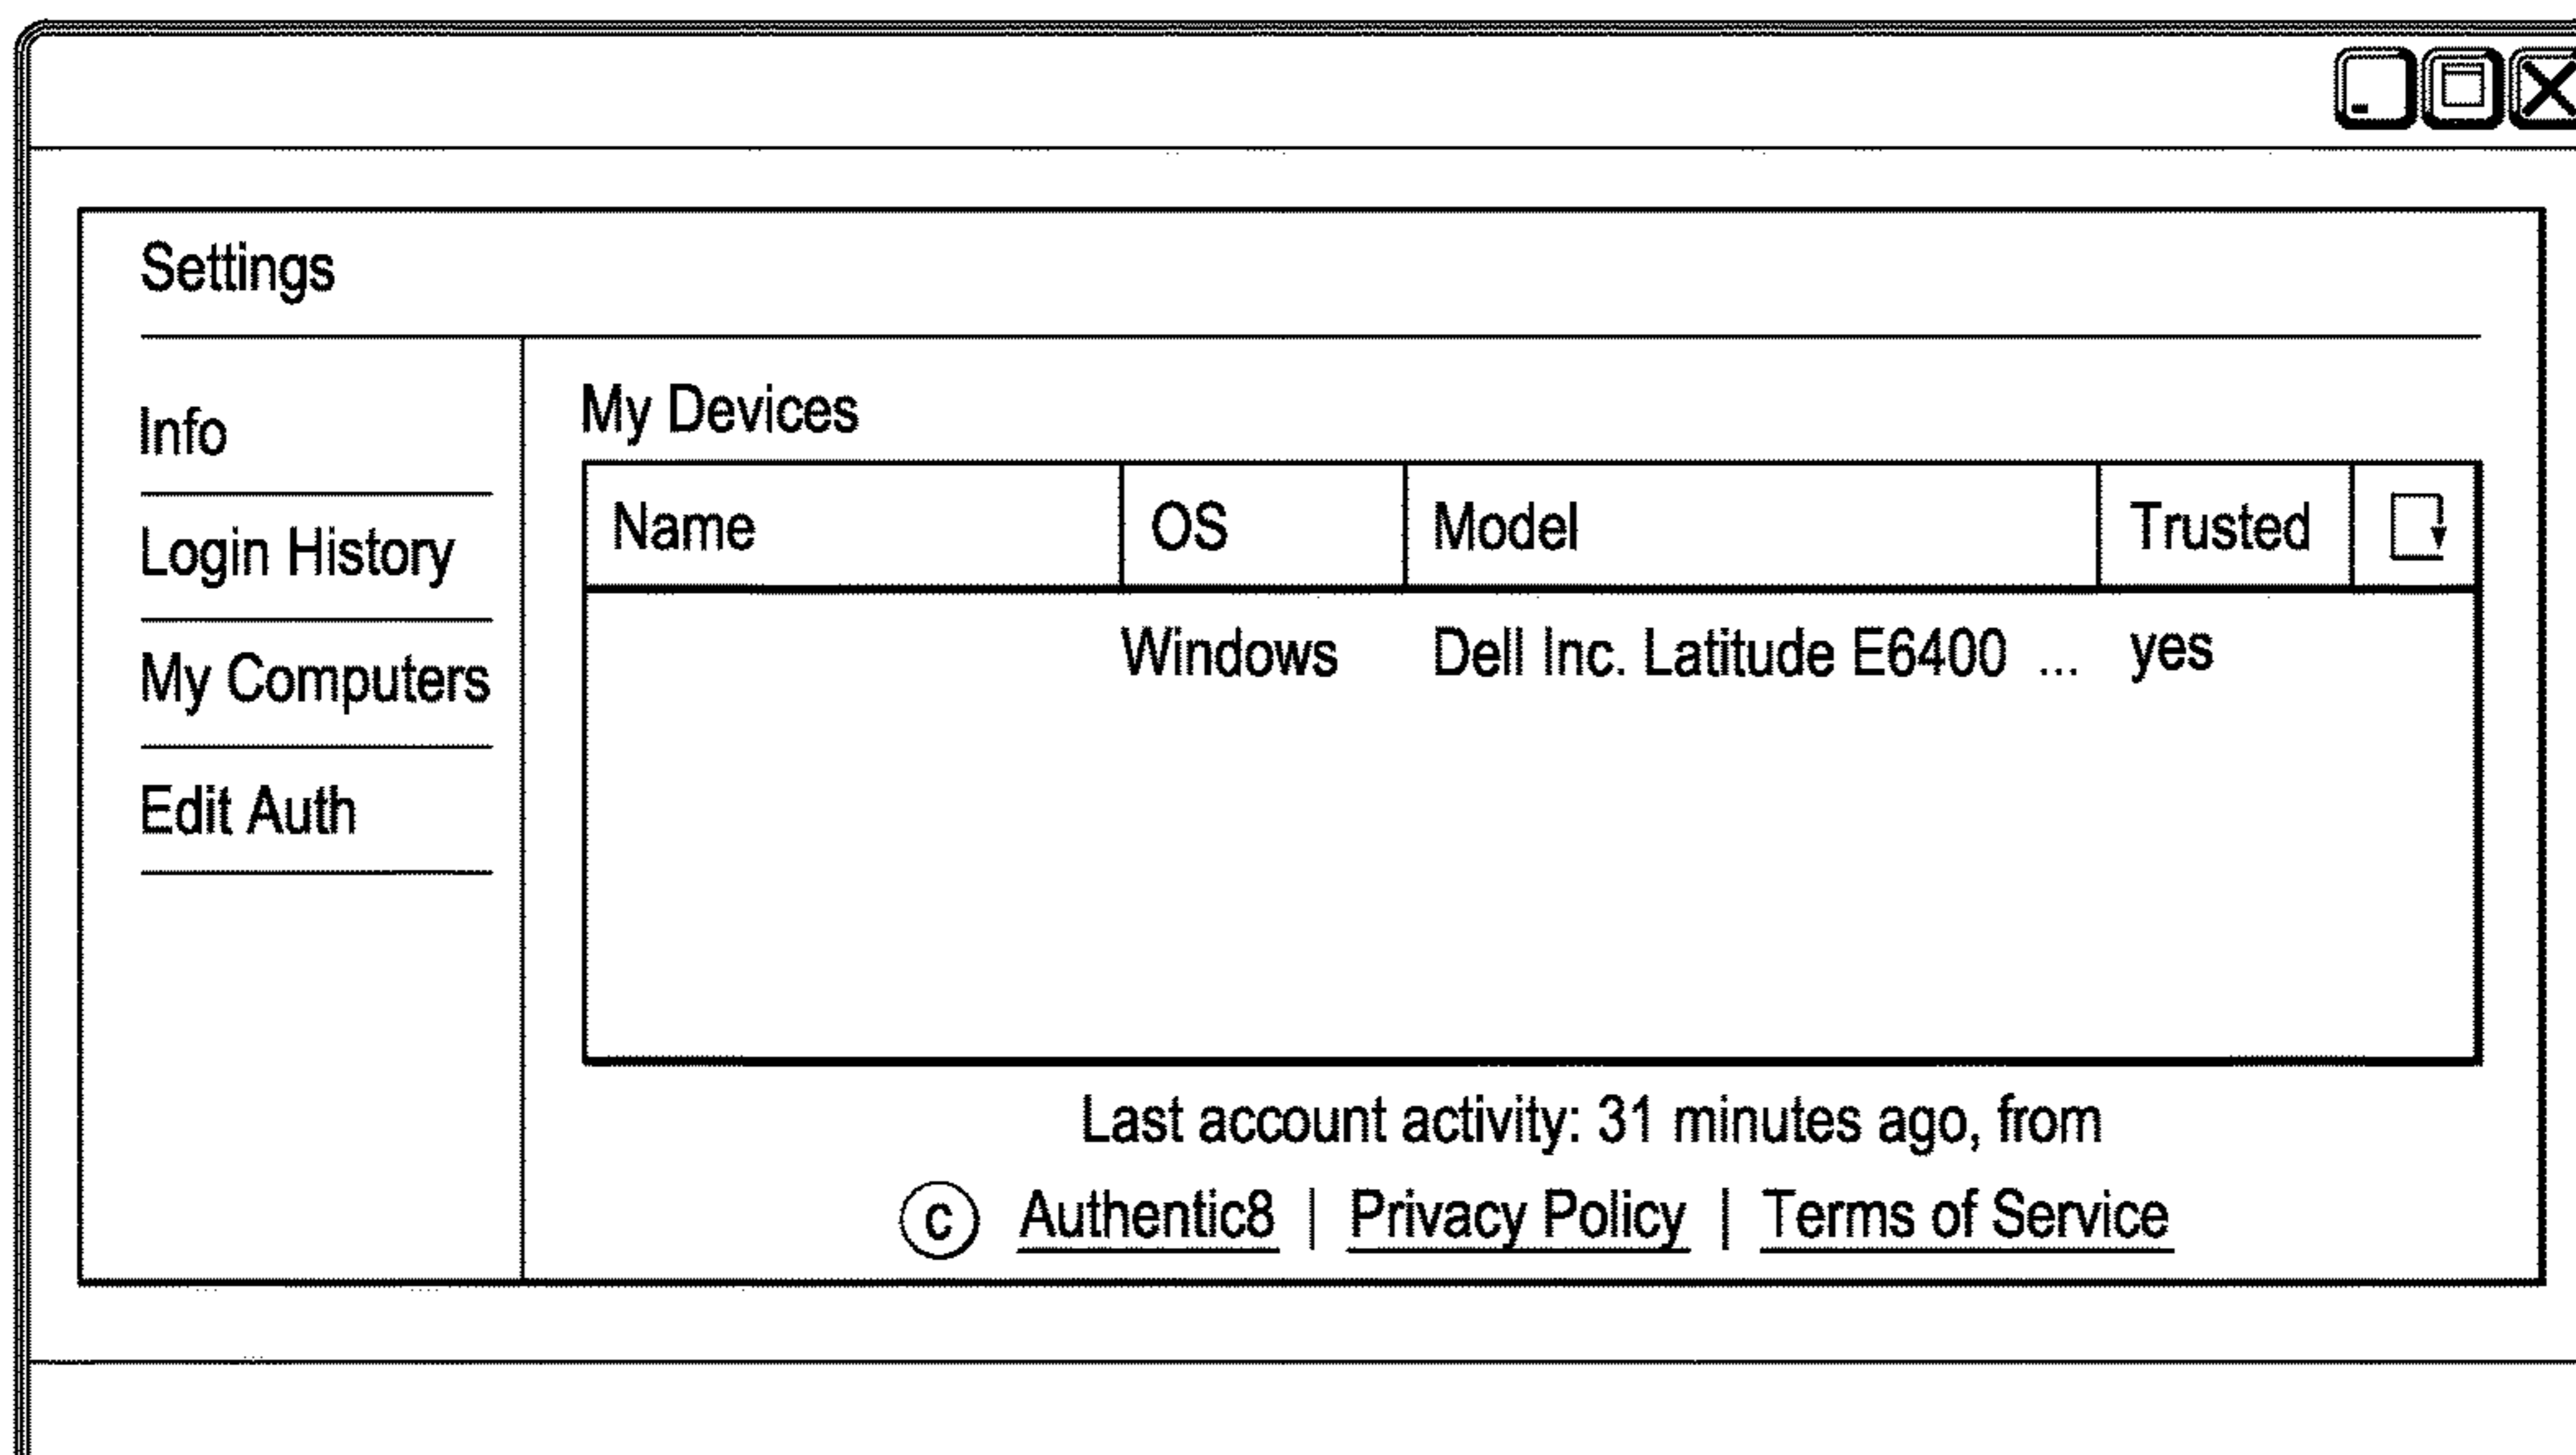 Settings
Info
Login History
My Computers
Edit Auth
My Devices
Name OS Model Trusted
Windows Dell Inc. Latitude E6400 ... yes
Last account activity: 31 minutes ago, from
© Authentic8 | Privacy Policy | Terms of Service